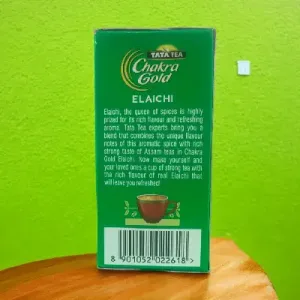 TATA TEA
Chakra
Gold
ELAICHI
Elaichi, the queen of spices is highly
prized for its rich flavour and refreshing
aroma. Tata Tea experts bring you a
blend that combines the unique flavour
notes of this aromatic spice with rich
strong taste of Assam teas in Chakra
Gold Elaichi. Now make yourself and
your loved ones a cup of strong tea with
the rich flavour of real Elaichi that
will leave you refreshed!
8 901052 022618 >